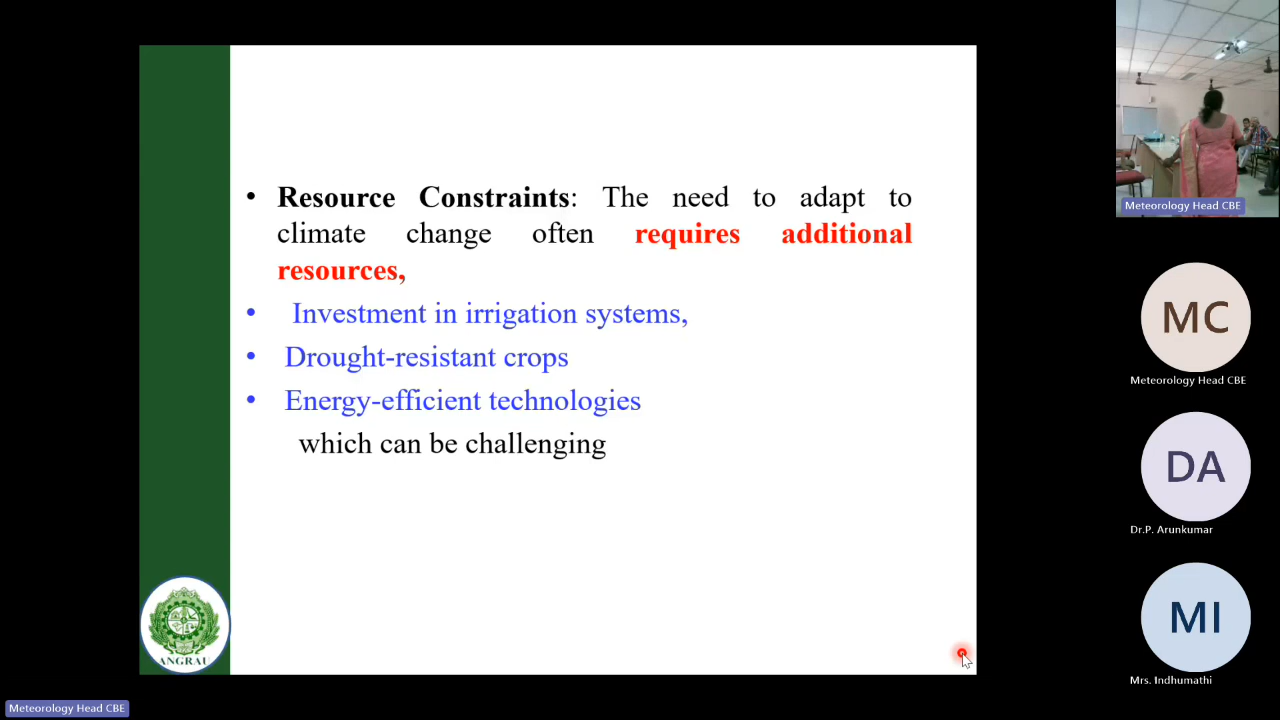 • Resource Constraints: The need to adapt to
climate change often requires additional
resources,
• Investment in irrigation systems,
• Drought-resistant crops
• Energy-efficient technologies
which can be challenging
ANGRAU
Meteorology Head CBE
MC
Meteorology Head CBE
DA
Dr.P. Arunkumar
MI
Mrs. Indhumathi
Meteorology Head CBE